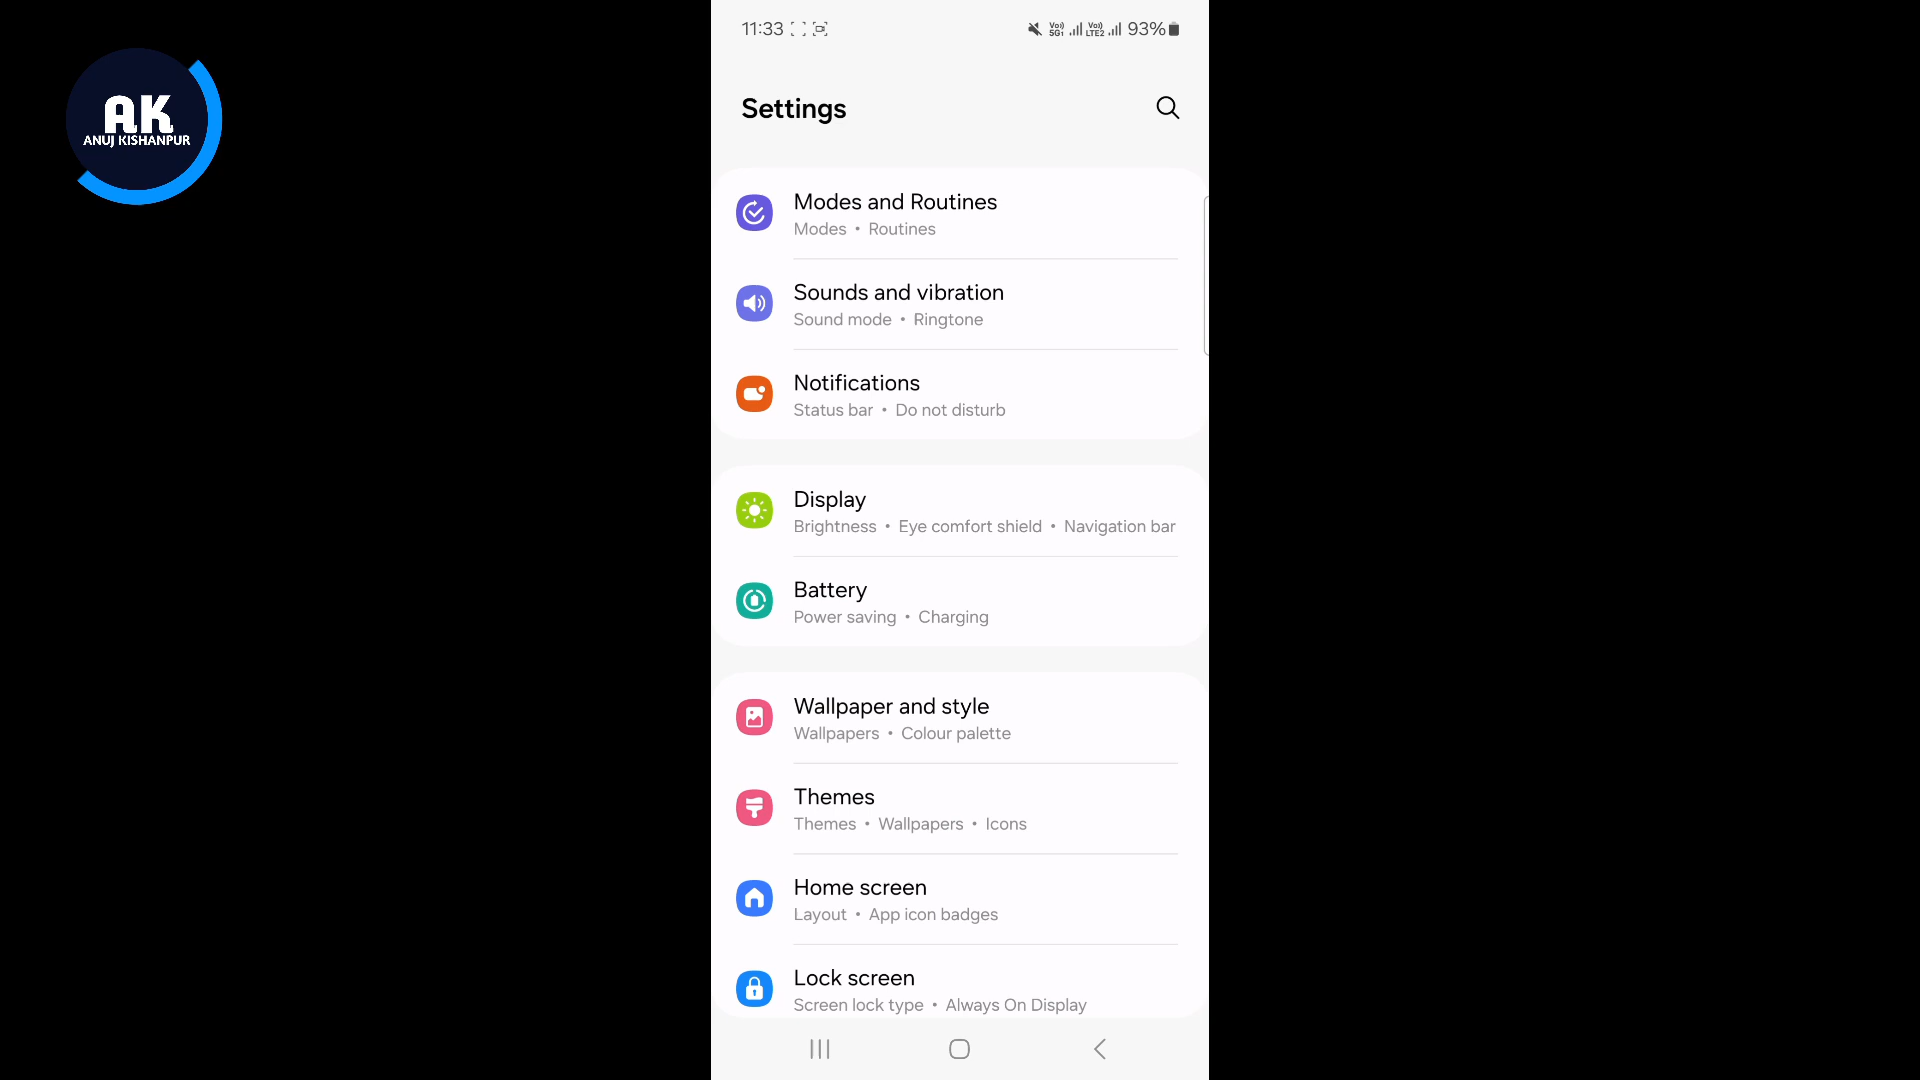 AK
ANUJ KISHANPUR
11:33 93%
Settings
Modes and Routines
Modes • Routines
Sounds and vibration
Sound mode • Ringtone
Notifications
Status bar • Do not disturb
Display
Brightness • Eye comfort shield • Navigation bar
Battery
Power saving • Charging
Wallpaper and style
Wallpapers • Colour palette
Themes
Themes • Wallpapers • Icons
Home screen
Layout • App icon badges
Lock screen
Screen lock type • Always On Display